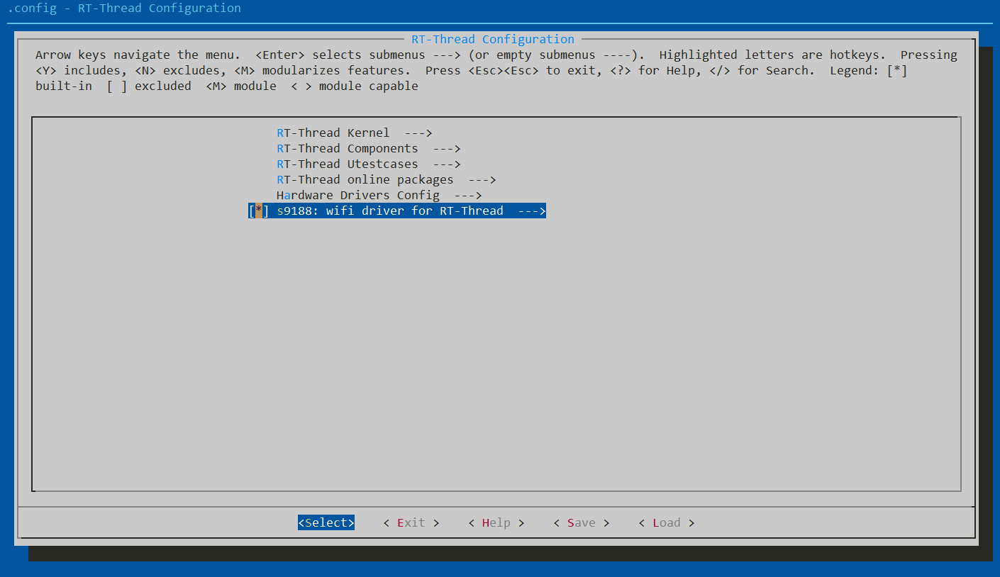 .config - RT-Thread Configuration
RT-Thread Configuration
Arrow keys navigate the menu.  <Enter> selects submenus ---> (or empty submenus ----).  Highlighted letters are hotkeys.  Pressing
<Y> includes, <N> excludes, <M> modularizes features.  Press <Esc><Esc> to exit, <?> for Help, </> for Search.  Legend: [*]
built-in  [ ] excluded  <M> module  < > module capable
RT-Thread Kernel  --->
RT-Thread Components  --->
RT-Thread Utestcases  --->
RT-Thread online packages  --->
Hardware Drivers Config  --->
[*] s9188: wifi driver for RT-Thread  --->
<Select>    < Exit >    < Help >    < Save >    < Load >